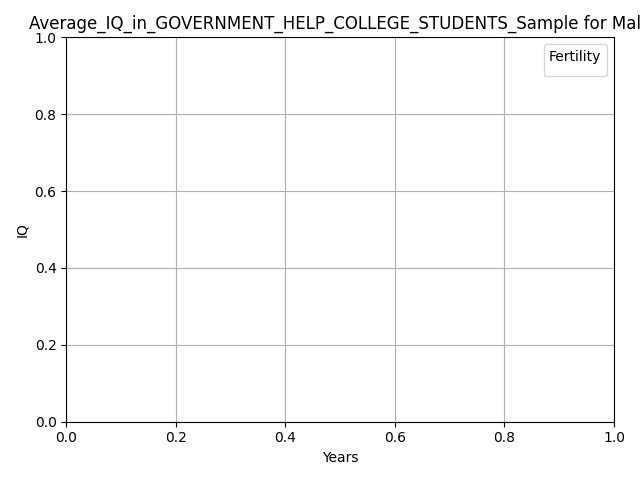 Average_IQ_in_GOVERNMENT_HELP_COLLEGE_STUDENTS_Sample for Mal
Fertility
1.0
0.8
0.6
0.4
0.2
0.0
IQ
0.0 0.2 0.4 0.6 0.8 1.0
Years